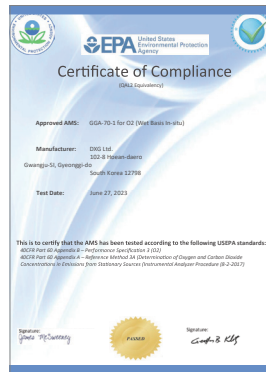 EPA United States
Environmental Protection
Agency
Certificate of Compliance
(QAL2 Equivalency)
Approved AMS: GGA-70-1 for O2 (Wet Basis In-situ)
Manufacturer: DXG Ltd.
102-8 Hoean-daero
Gwangju-Si, Gyeonggi-do
South Korea 12798
Test Date: June 27, 2023
This is to certify that the AMS has been tested according to the following USEPA standards:
40CFR Part 60 Appendix B – Performance Specification 3 (O2)
40CFR Part 60 Appendix A – Reference Method 3A (Determination of Oxygen and Carbon Dioxide
Concentrations in Emissions from Stationary Sources (Instrumental Analyzer Procedure (8-2-2017)
Signature:
James McSweeney
PASSED
Signature: